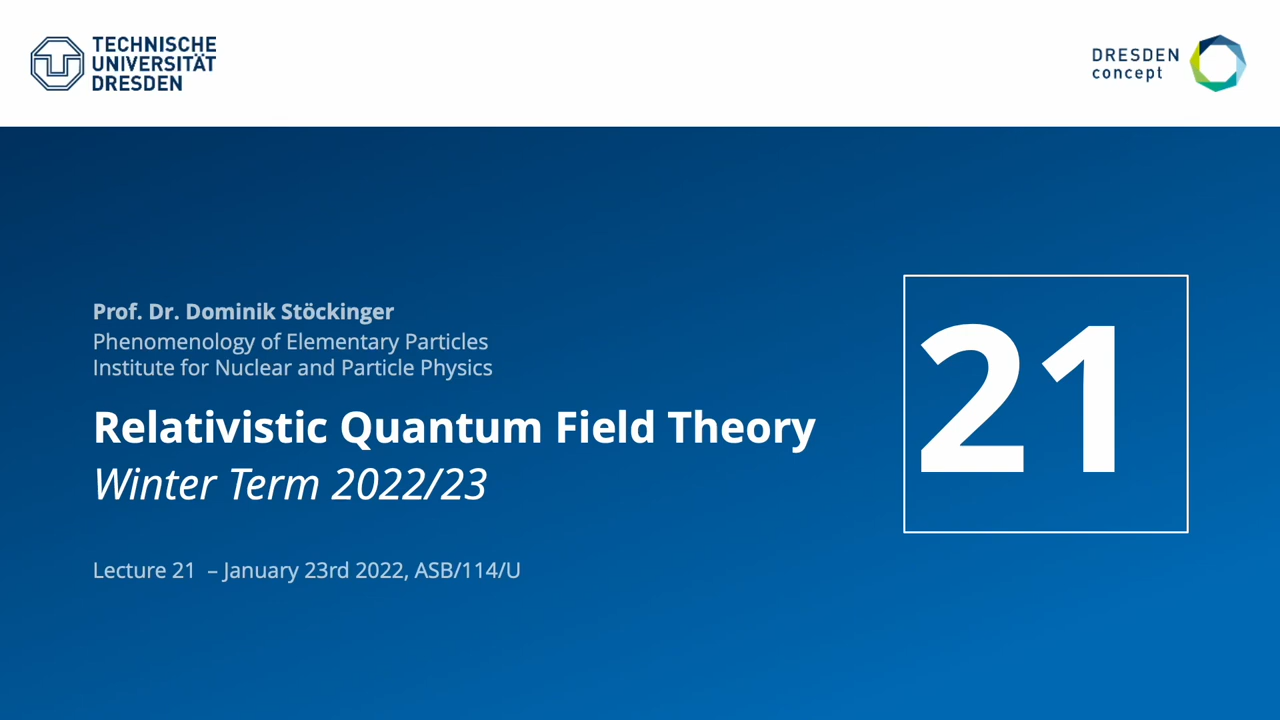 TECHNISCHE
UNIVERSITÄT
DRESDEN
DRESDEN
concept
Prof. Dr. Dominik Stöckinger
Phenomenology of Elementary Particles
Institute for Nuclear and Particle Physics
Relativistic Quantum Field Theory
Winter Term 2022/23
Lecture 21 – January 23rd 2022, ASB/114/U
21